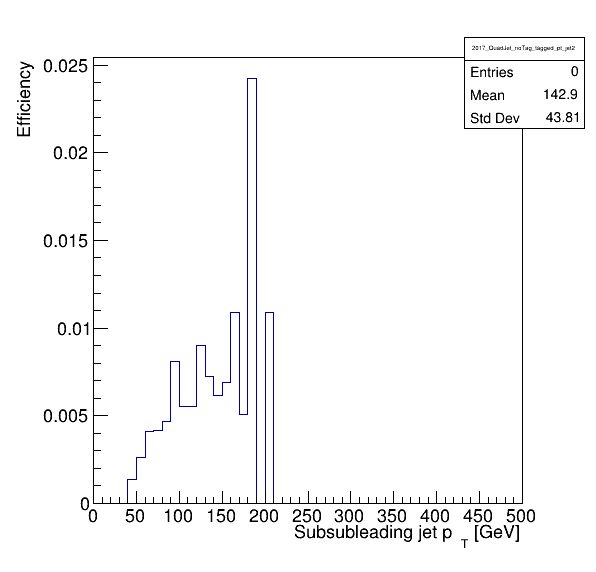 2017_QuadJet_noTag_tagged_pt_jet2
Entries 0
Mean 142.9
Std Dev 43.81
Efficiency
0.025
0.02
0.015
0.01
0.005
0
0 50 100 150 200 250 300 350 400 450 500
Subsubleading jet p T [GeV]